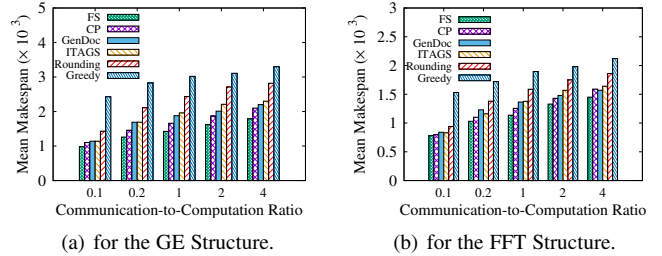 Mean Makespan (× 10³)
5
4
3
2
1
0
FS
CP
GenDoc
ITAGS
Rounding
Greedy
0.1 0.2 1 2 4
Communication-to-Computation Ratio
(a) for the GE Structure.
Mean Makespan (× 10³)
3
2.5
2
1.5
1
0.5
0
FS
CP
GenDoc
ITAGS
Rounding
Greedy
0.1 0.2 1 2 4
Communication-to-Computation Ratio
(b) for the FFT Structure.